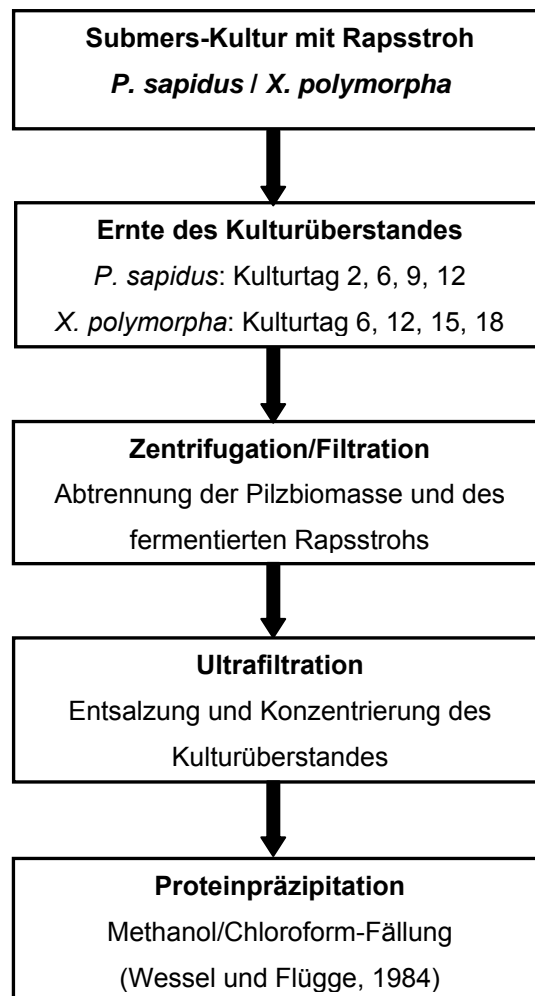 Submers-Kultur mit Rapsstroh
P. sapidus / X. polymorpha
Ernte des Kulturüberstandes
P. sapidus: Kulturtag 2, 6, 9, 12
X. polymorpha: Kulturtag 6, 12, 15, 18
Zentrifugation/Filtration
Abtrennung der Pilzbiomasse und des
fermentierten Rapsstrohs
Ultrafiltration
Entsalzung und Konzentrierung des
Kulturüberstandes
Proteinpräzipitation
Methanol/Chloroform-Fällung
(Wessel und Flügge, 1984)